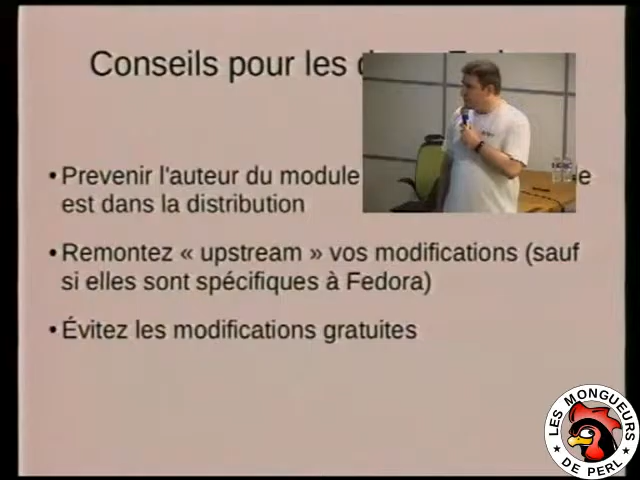 Conseils pour les
• Prevenir l'auteur du module
est dans la distribution
• Remontez « upstream » vos modifications (sauf
si elles sont spécifiques à Fedora)
• Évitez les modifications gratuites
LES MONGUEURS
★ DE PERL ★